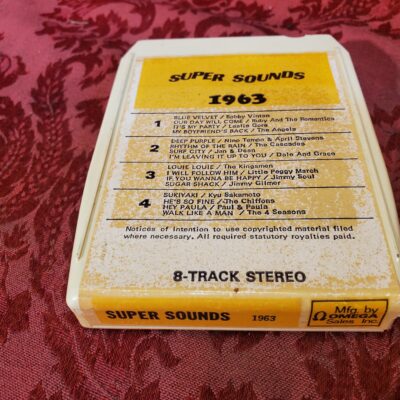 SUPER SOUNDS
1963
1
BLUE VELVET / Bobby Vinton
OUR DAY WILL COME / Ruby And The Romantics
IT'S MY PARTY / Leslie Gore
MY BOYFRIEND'S BACK / The Angels
2
DEEP PURPLE / Nino Tempo & April Stevens
RHYTHM OF THE RAIN / The Cascades
SURF CITY / Jan & Dean
I'M LEAVING IT UP TO YOU / Dale And Grace
3
LOUIE LOUIE / The Kingsmen
I WILL FOLLOW HIM / Little Peggy March
IF YOU WANNA BE HAPPY / Jimmy Soul
SUGAR SHACK / Jimmy Gilmer
4
SUKIYAKI / Kyu Sakamoto
HE'S SO FINE / The Chiffons
HEY PAULA / Paul & Paula
WALK LIKE A MAN / The 4 Seasons
Notices of Intention to use copyrighted material filed
where necessary. All required statutory royalties paid.
8-TRACK STEREO
SUPER SOUNDS 1963
Mfg. by
Ω OMEGA
Sales Inc.